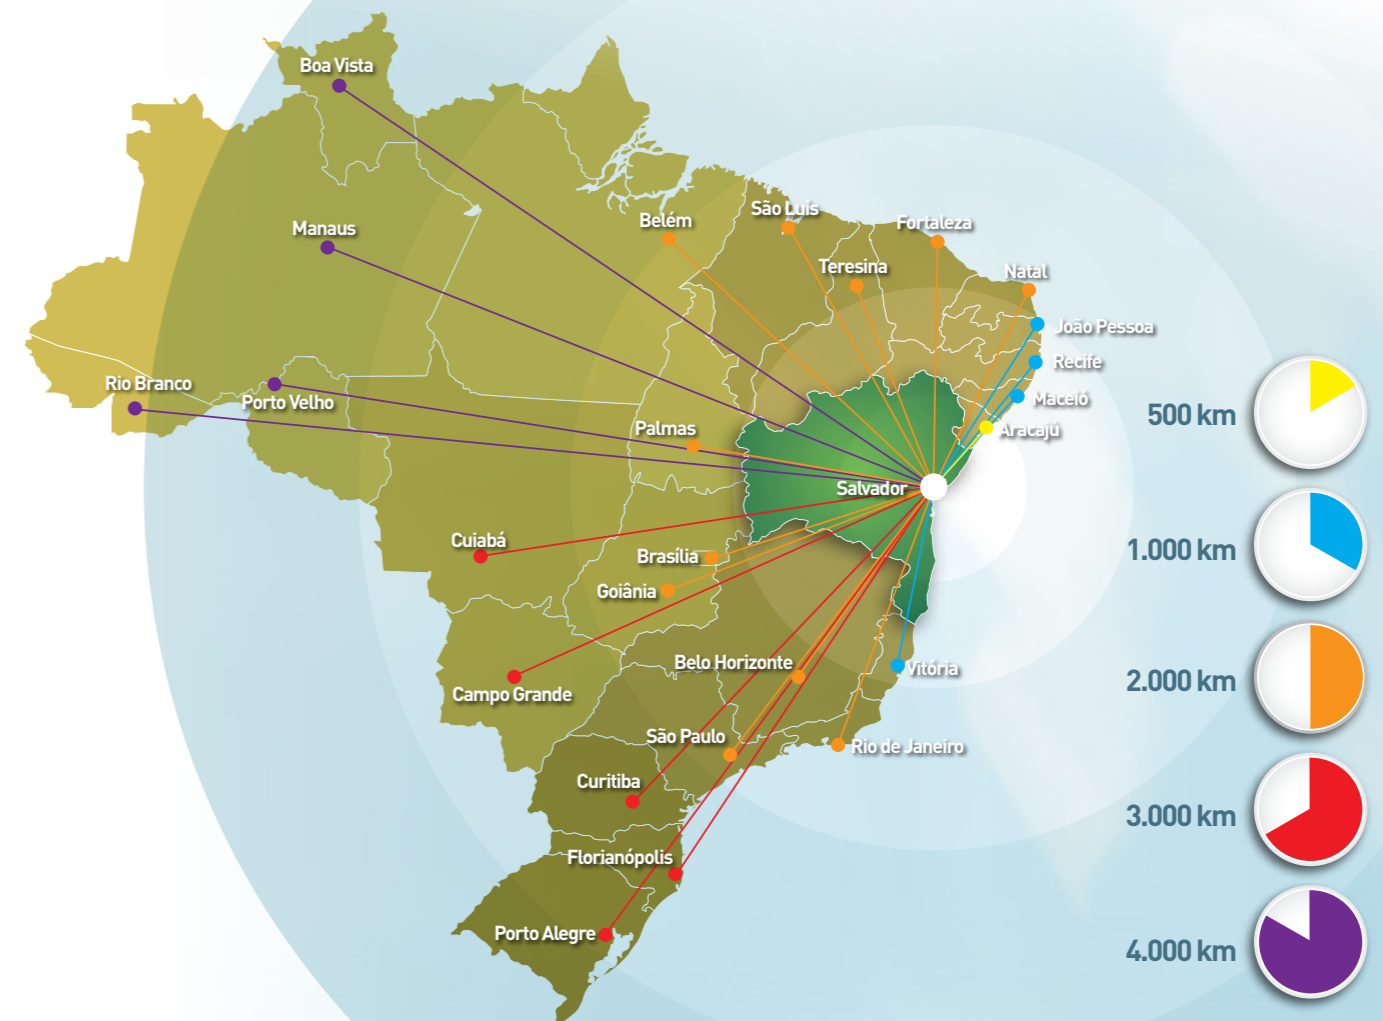 Boa Vista
São Luís
Belém
Fortaleza
Manaus
Teresina
Natal
João Pessoa
Recife
Rio Branco
Porto Velho
Maceió
Palmas
Aracajú
Salvador
Cuiabá
Brasília
Goiânia
Belo Horizonte
Vitória
Campo Grande
São Paulo
Rio de Janeiro
Curitiba
Florianópolis
Porto Alegre
500 km
1.000 km
2.000 km
3.000 km
4.000 km